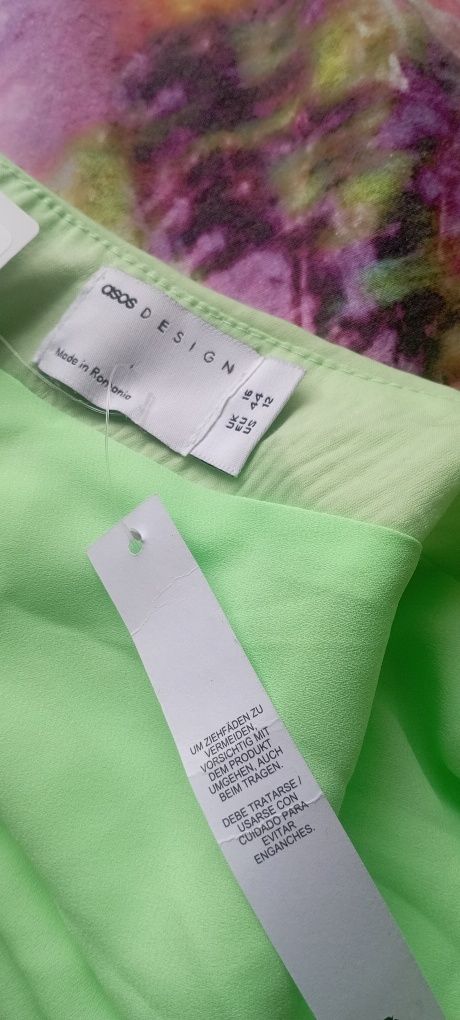 asos DESIGN
Made in Romania
UK 16
EU 44
US 12
UM ZIEHFÄDEN ZU
VERMEIDEN,
VORSICHTIG MIT
DEM PRODUKT
UMGEHEN, AUCH
BEIM TRAGEN.
DEBE TRATARSE /
USARSE CON
CUIDADO PARA
EVITAR
ENGANCHES.